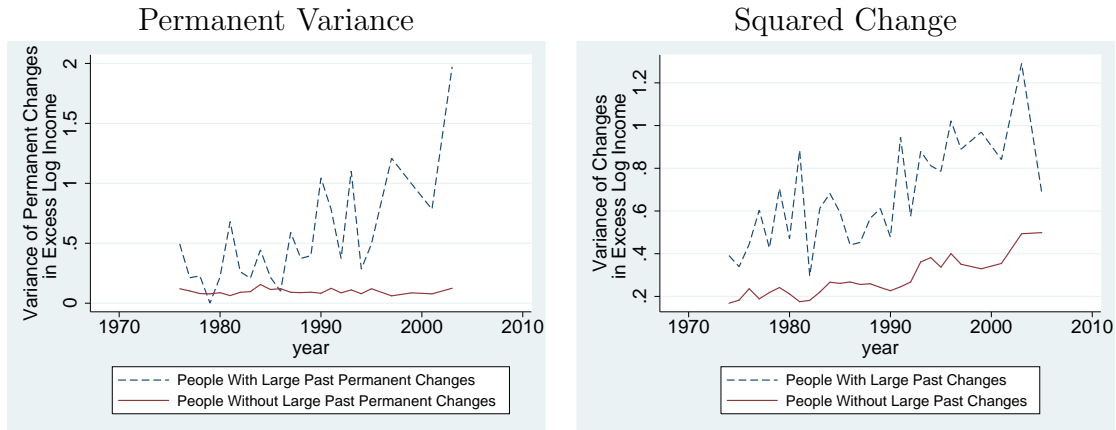 Permanent Variance
Variance of Permanent Changes
in Excess Log Income
2
1.5
1
.5
0
1970 1980 1990 2000 2010
year
People With Large Past Permanent Changes
People Without Large Past Permanent Changes
Squared Change
Variance of Changes
in Excess Log Income
1.2
1
.8
.6
.4
.2
1970 1980 1990 2000 2010
year
People With Large Past Changes
People Without Large Past Changes